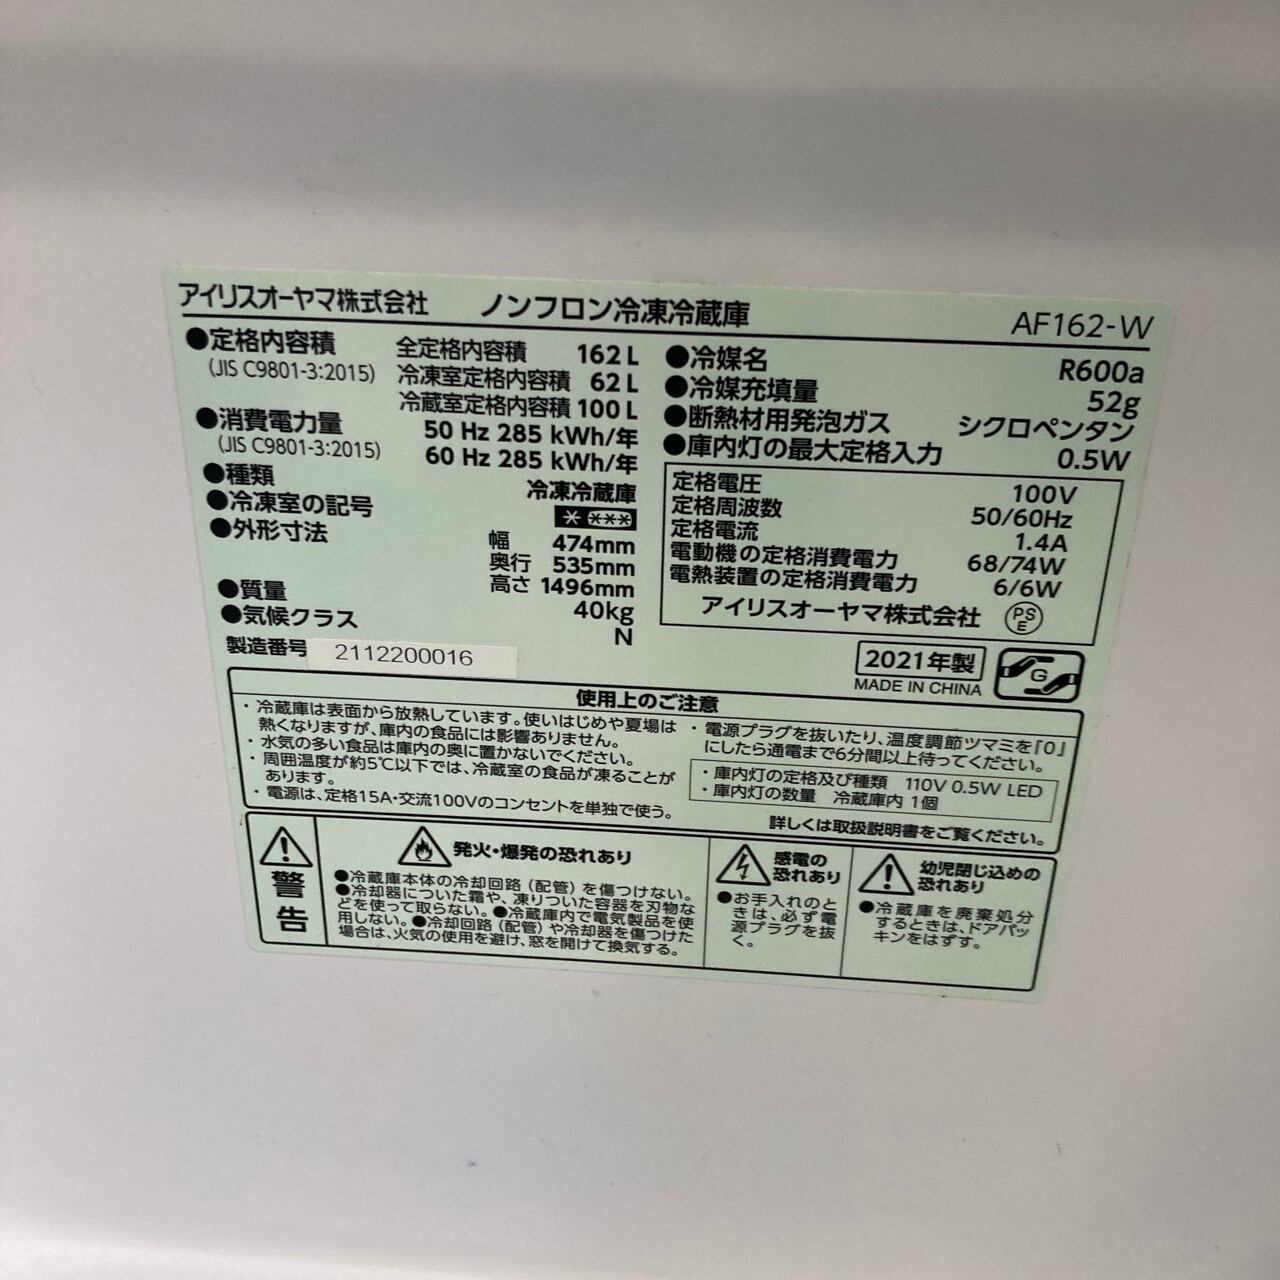 アイリスオーヤマ株式会社 ノンフロン冷凍冷蔵庫 AF162-W
●定格内容積 全定格内容積 162 L
(JIS C9801-3:2015) 冷凍室定格内容積 62 L
冷蔵室定格内容積 100 L
●消費電力量 50 Hz 285 kWh/年
(JIS C9801-3:2015) 60 Hz 285 kWh/年
●種類 冷凍冷蔵庫
●冷凍室の記号 * ***
●外形寸法 幅 474mm
奥行 535mm
高さ 1496mm
●質量 40kg
●気候クラス N
製造番号 2112200016
●冷媒名 R600a
●冷媒充填量 52g
●断熱材用発泡ガス シクロペンタン
●庫内灯の最大定格入力 0.5W
定格電圧 100V
定格周波数 50/60Hz
定格電流 1.4A
電動機の定格消費電力 68/74W
電熱装置の定格消費電力 6/6W
アイリスオーヤマ株式会社 PSE
2021年製
MADE IN CHINA
G
使用上のご注意
・冷蔵庫は表面から放熱しています。使いはじめや夏場は
熱くなりますが、庫内の食品には影響ありません。
・水気の多い食品は庫内の奥に置かないでください。
・周囲温度が約5℃以下では、冷蔵室の食品が凍ることが
あります。
・電源は、定格15A・交流100Vのコンセントを単独で使う。
・電源プラグを抜いたり、温度調節ツマミを「0」
にしたら通電まで6分間以上待ってください。
・庫内灯の定格及び種類 110V 0.5W LED
・庫内灯の数量 冷蔵庫内 1個
詳しくは取扱説明書をご覧ください。
警告
発火・爆発の恐れあり
●冷蔵庫本体の冷却回路（配管）を傷つけない。
●冷却器についた霜や、凍りついた容器を刃物な
どを使って取らない。●冷蔵庫内で電気製品を使
用しない。●冷却回路（配管）や冷却器を傷つけた
場合は、火気の使用を避け、窓を開けて換気する。
感電の
恐れあり
●お手入れのと
きは、必ず電
源プラグを抜
く。
幼児閉じ込めの
恐れあり
●冷蔵庫を廃棄処分
するときは、ドアパッ
キンをはずす。